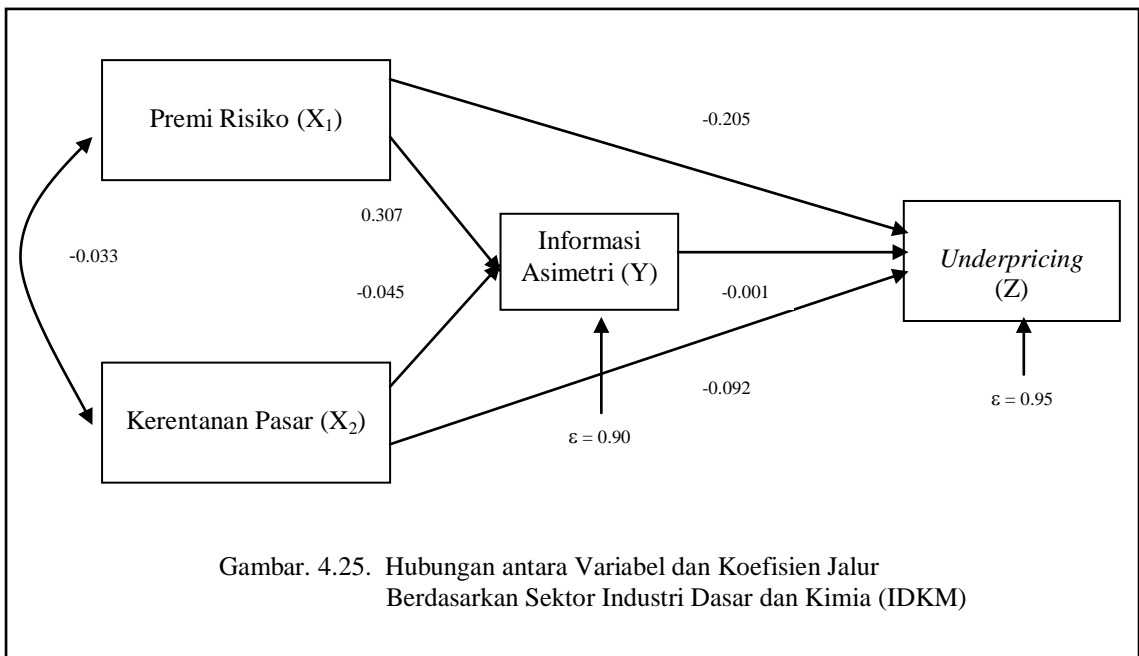 Premi Risiko (X₁)
-0.205
0.307
Informasi
Asimetri (Y)
Underpricing
(Z)
-0.033
-0.045
-0.001
-0.092
Kerentanan Pasar (X₂)
ε = 0.90
ε = 0.95
Gambar. 4.25. Hubungan antara Variabel dan Koefisien Jalur
Berdasarkan Sektor Industri Dasar dan Kimia (IDKM)